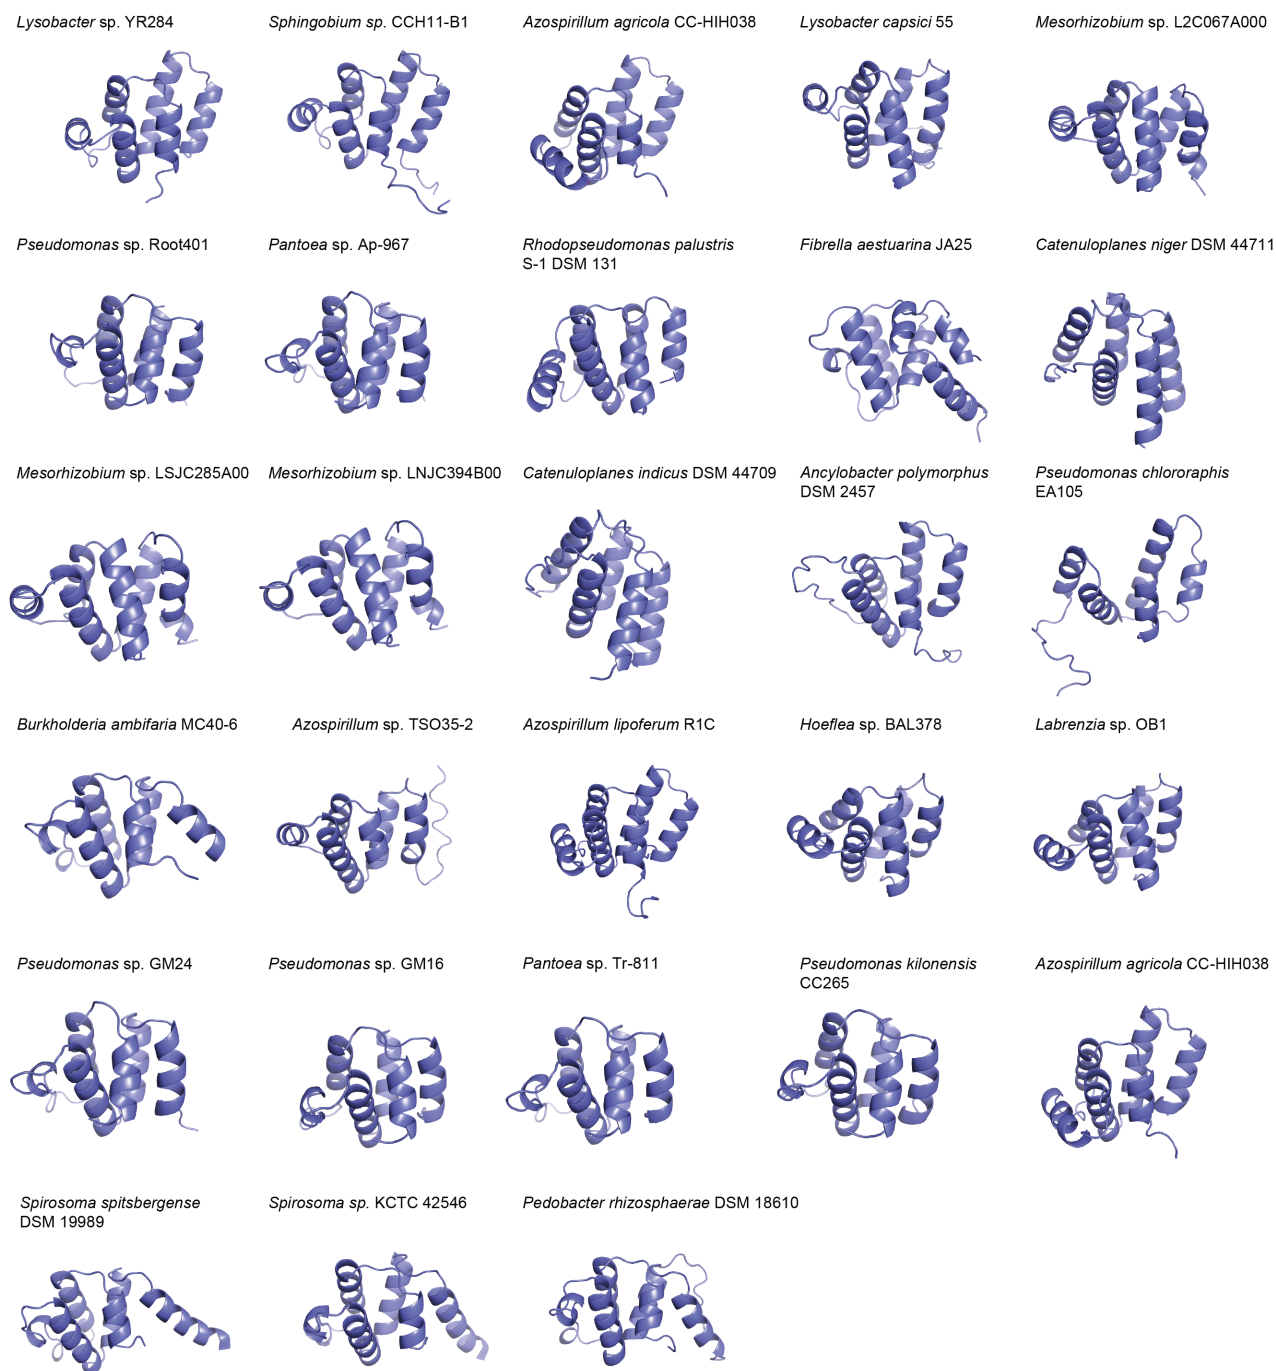 Lysobacter sp. YR284
Sphingobium sp. CCH11-B1
Azospirillum agricola CC-HIH038
Lysobacter capsici 55
Mesorhizobium sp. L2C067A000
Pseudomonas sp. Root401
Pantoea sp. Ap-967
Rhodopseudomonas palustris
S-1 DSM 131
Fibrella aestuarina JA25
Catenuloplanes niger DSM 44711
Mesorhizobium sp. LSJC285A00
Mesorhizobium sp. LNJC394B00
Catenuloplanes indicus DSM 44709
Ancylobacter polymorphus
DSM 2457
Pseudomonas chlororaphis
EA105
Burkholderia ambifaria MC40-6
Azospirillum sp. TSO35-2
Azospirillum lipoferum R1C
Hoeflea sp. BAL378
Labrenzia sp. OB1
Pseudomonas sp. GM24
Pseudomonas sp. GM16
Pantoea sp. Tr-811
Pseudomonas kilonensis
CC265
Azospirillum agricola CC-HIH038
Spirosoma spitsbergense
DSM 19989
Spirosoma sp. KCTC 42546
Pedobacter rhizosphaerae DSM 18610